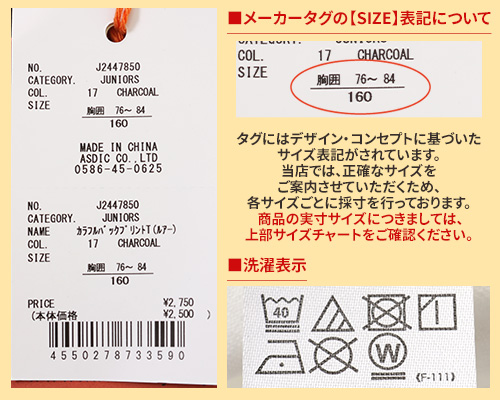 NO. J2447850
CATEGORY. JUNIORS
COL. 17 CHARCOAL
SIZE 胸囲 76〜 84
160
MADE IN CHINA
ASDIC CO.,LTD
0586-45-0625
NO. J2447850
CATEGORY. JUNIORS
NAME ｶﾗﾌﾙﾊﾞｯｸﾌﾟﾘﾝﾄT(ﾙｱｰ)
COL. 17 CHARCOAL
SIZE 胸囲 76〜 84
160
PRICE ¥2,750
(本体価格 ¥2,500 )
4550278733590
■メーカータグの【SIZE】表記について
COL. 17 CHARCOAL
SIZE 胸囲 76〜 84
160
タグにはデザイン・コンセプトに基づいた
サイズ表記がされています。
当店では、正確なサイズを
ご案内させていただくため、
各サイズごとに採寸を行っております。
商品の実寸サイズにつきましては、
上部サイズチャートをご確認ください。
■洗濯表示
40
W
《F-111》